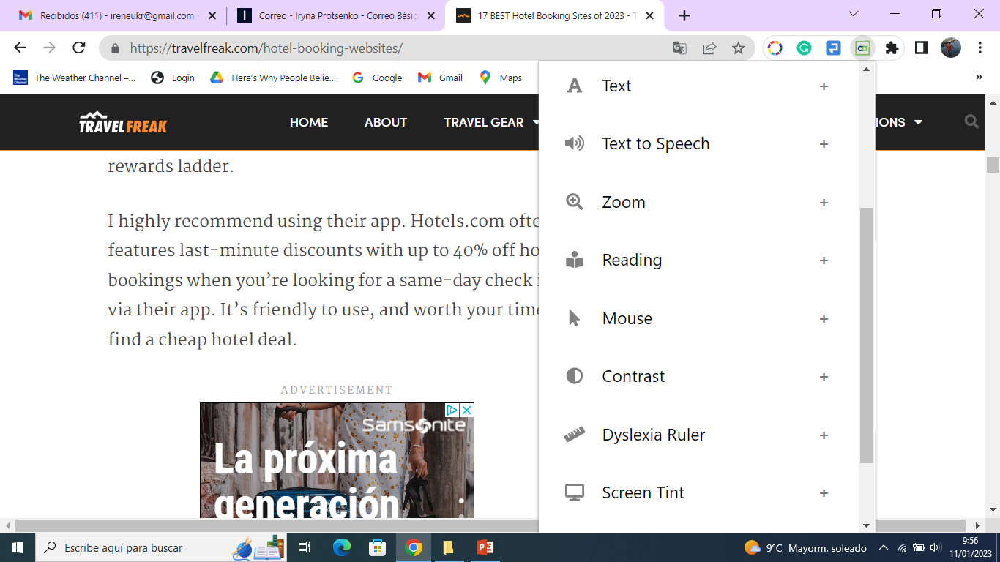 Recibidos (411) - ireneukr@gmail.com -
Correo - Iryna Protsenko - Correo Básic
17 BEST Hotel Booking Sites of 2023 - T
https://travelfreak.com/hotel-booking-websites/
The Weather Channel –...
Login
Here's Why People Belie...
Google
Gmail
Maps
»
TRAVELFREAK
HOME
ABOUT
TRAVEL GEAR
IONS
rewards ladder.
I highly recommend using their app. Hotels.com ofte
features last-minute discounts with up to 40% off ho
bookings when you're looking for a same-day check i
via their app. It's friendly to use, and worth your time
find a cheap hotel deal.
ADVERTISEMENT
Samsonite
La próxima
generación
Text +
Text to Speech +
Zoom +
Reading +
Mouse +
Contrast +
Dyslexia Ruler +
Screen Tint +
Escribe aquí para buscar
9°C Mayorm. soleado
9:56
11/01/2023